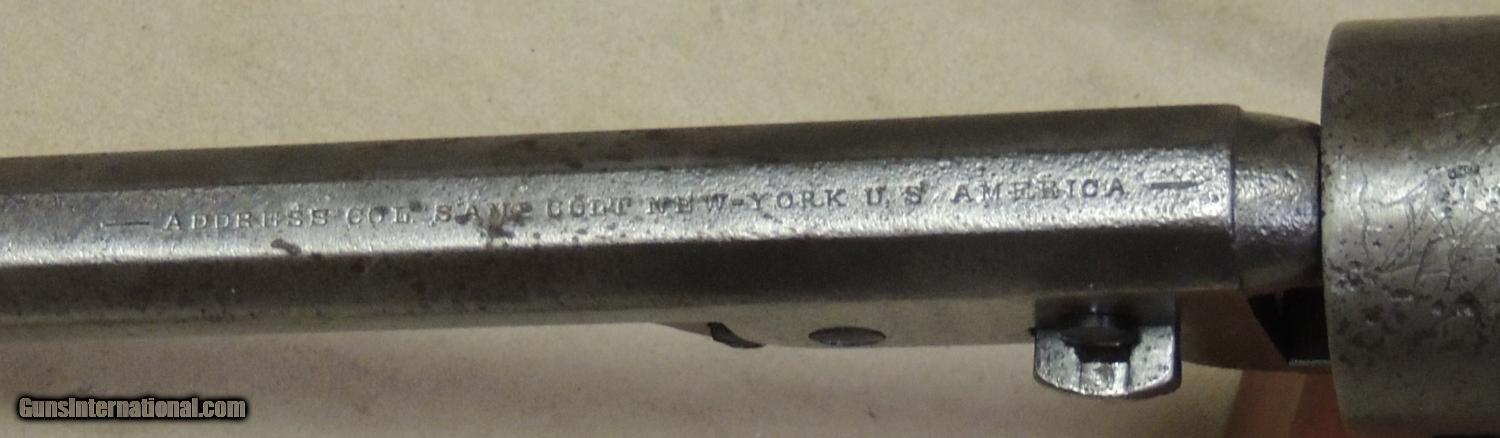 — ADDRESS COL. SAML COLT NEW-YORK U.S. AMERICA —
GunsInternational.com